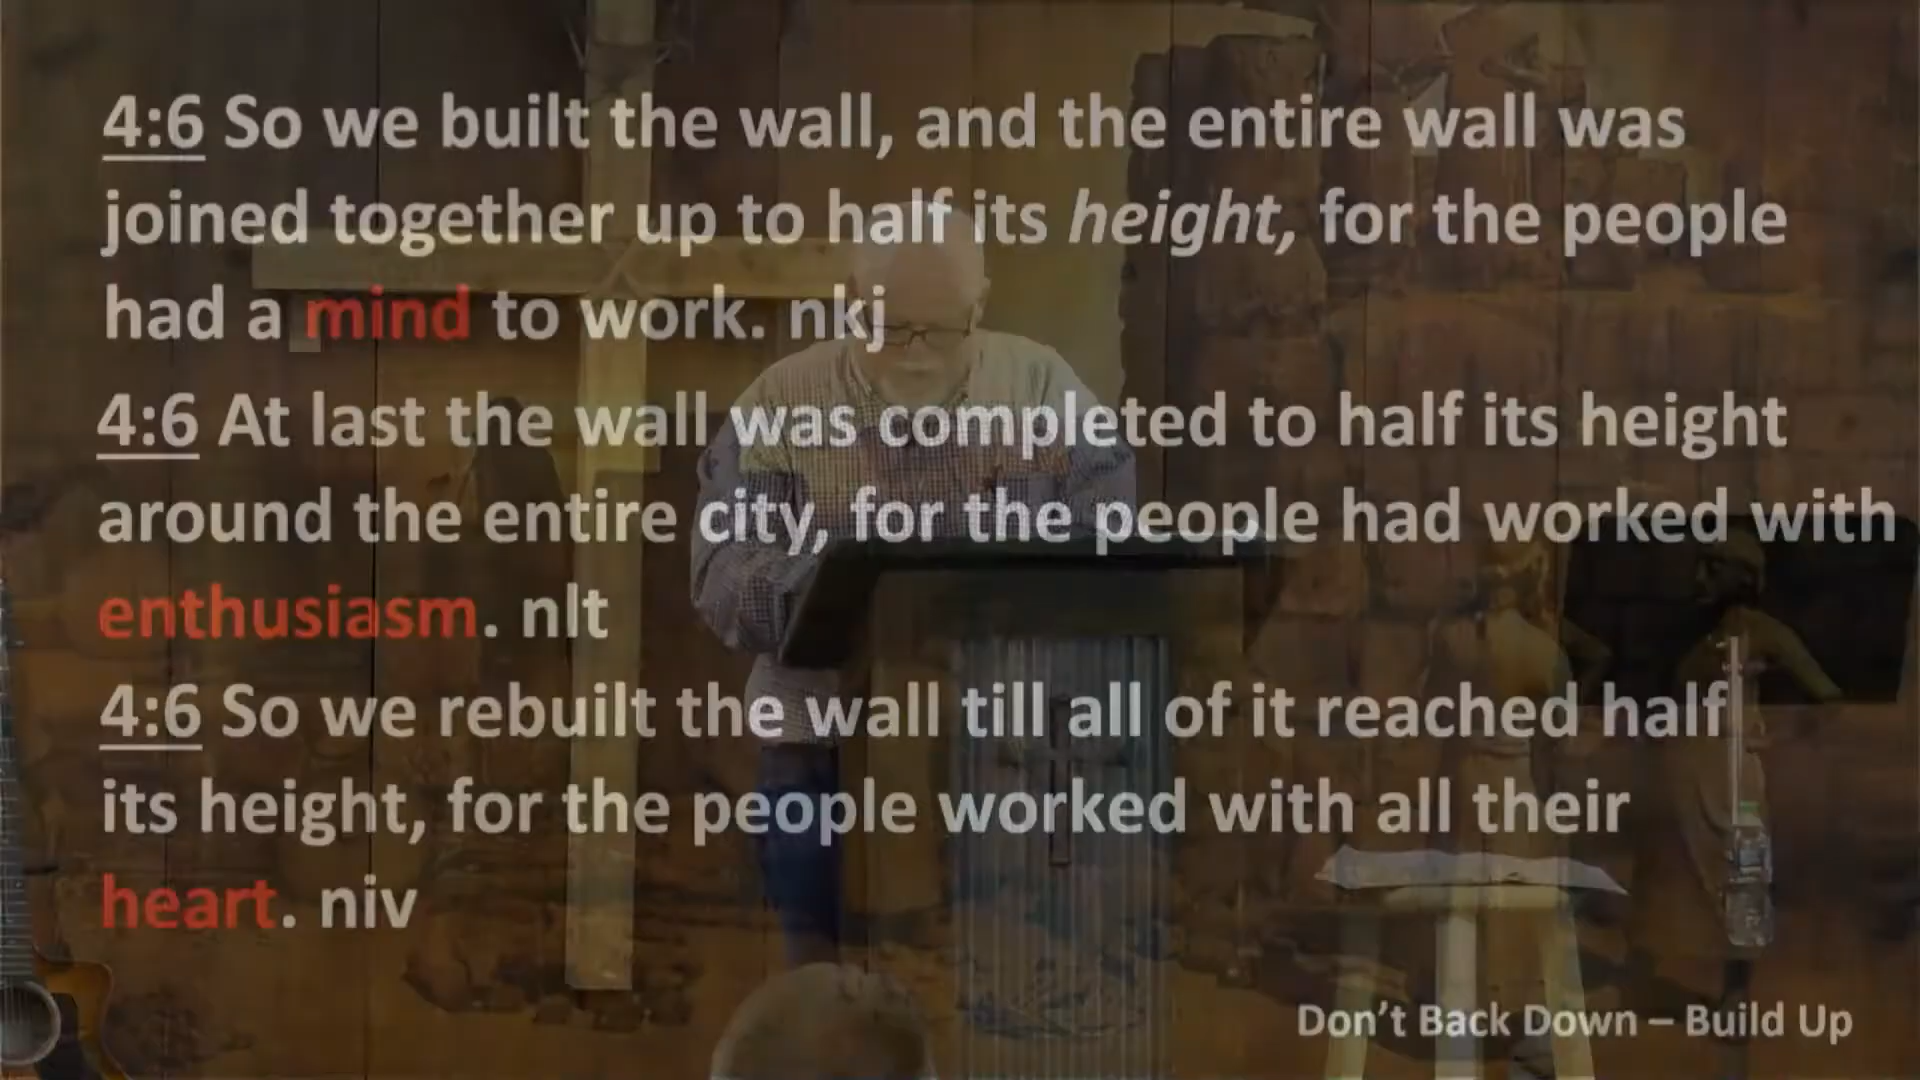 4:6 So we built the wall, and the entire wall was
joined together up to half its height, for the people
had a mind to work. nkj
4:6 At last the wall was completed to half its height
around the entire city, for the people had worked with
enthusiasm. nlt
4:6 So we rebuilt the wall till all of it reached half
its height, for the people worked with all their
heart. niv
Don't Back Down – Build Up